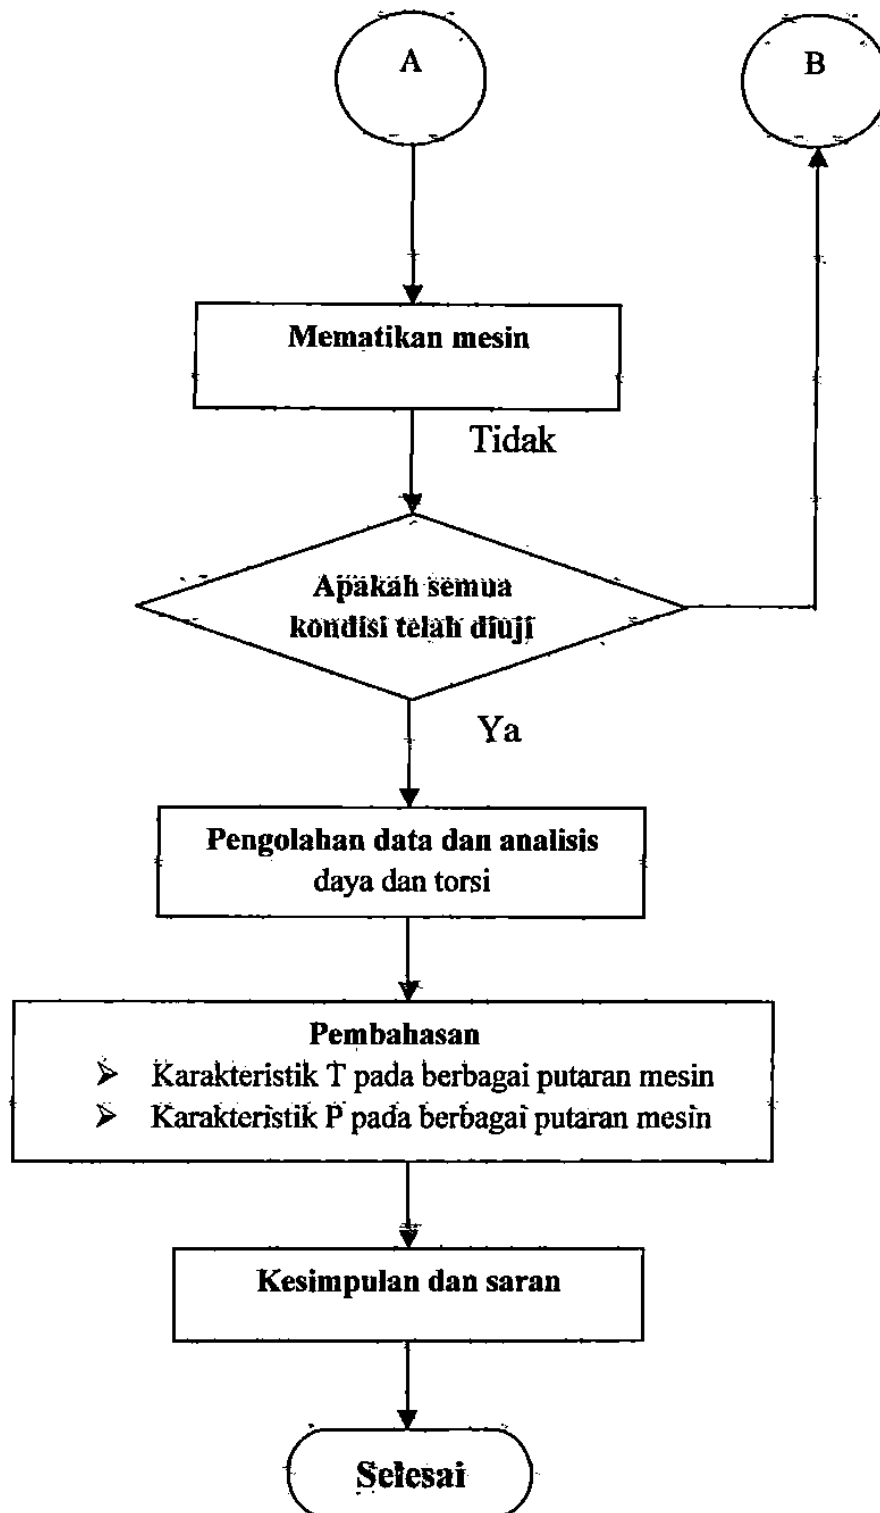 A
B
Mematikan mesin
Tidak
Apakah semua
kondisi telah diuji
Ya
Pengolahan data dan analisis
daya dan torsi
Pembahasan
➢ Karakteristik T pada berbagai putaran mesin
➢ Karakteristik P pada berbagai putaran mesin
Kesimpulan dan saran
Selesai